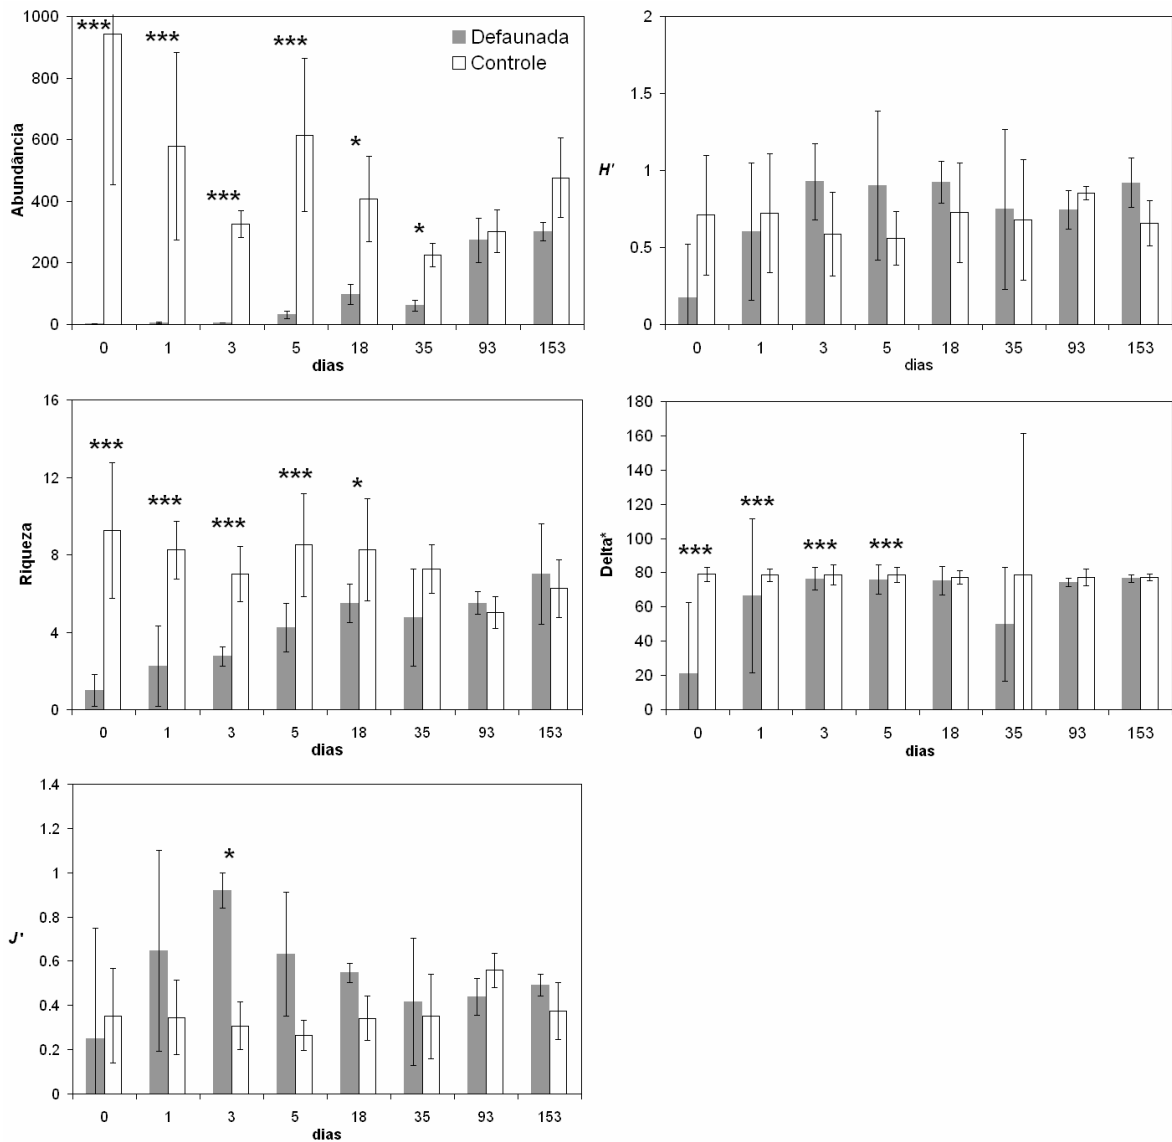 1000
800
600
400
200
0
Abundância
*** *** *** *** * *
Defaunada
Controle
0 1 3 5 18 35 93 153
dias
2
1.5
1
0.5
0
H'
0 1 3 5 18 35 93 153
dias
16
12
8
4
0
Riqueza
*** *** *** *** *
0 1 3 5 18 35 93 153
dias
180
160
140
120
100
80
60
40
20
0
Delta*
*** *** *** ***
0 1 3 5 18 35 93 153
dias
1.4
1.2
1
0.8
0.6
0.4
0.2
0
J'
*
0 1 3 5 18 35 93 153
dias